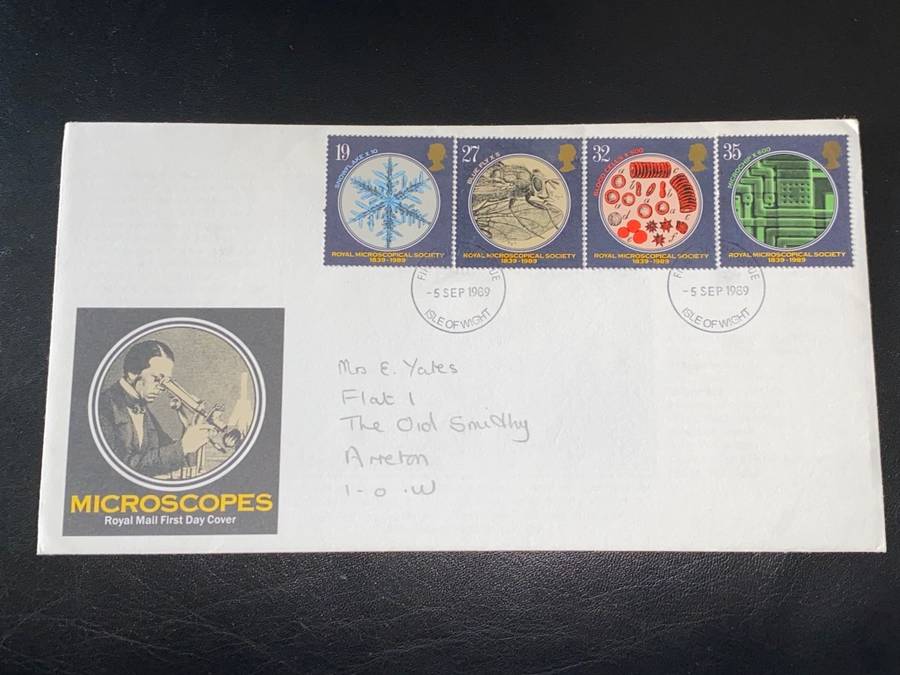 19
SNOWFLAKE X 10
ROYAL MICROSCOPICAL SOCIETY
1839-1989
27
BLUE FLY X 5
ROYAL MICROSCOPICAL SOCIETY
1839-1989
32
BLOOD CELLS X 500
a
a
a
c
b
a
a
d
ROYAL MICROSCOPICAL SOCIETY
1839-1989
35
MICROCHIP X 600
ROYAL MICROSCOPICAL SOCIETY
1839-1989
-5 SEP 1989
ISLE OF WIGHT
-5 SEP 1989
ISLE OF WIGHT
Mrs E. Yates
Flat 1
The Old Smithy
Arreton
I-O.W
MICROSCOPES
Royal Mail First Day Cover